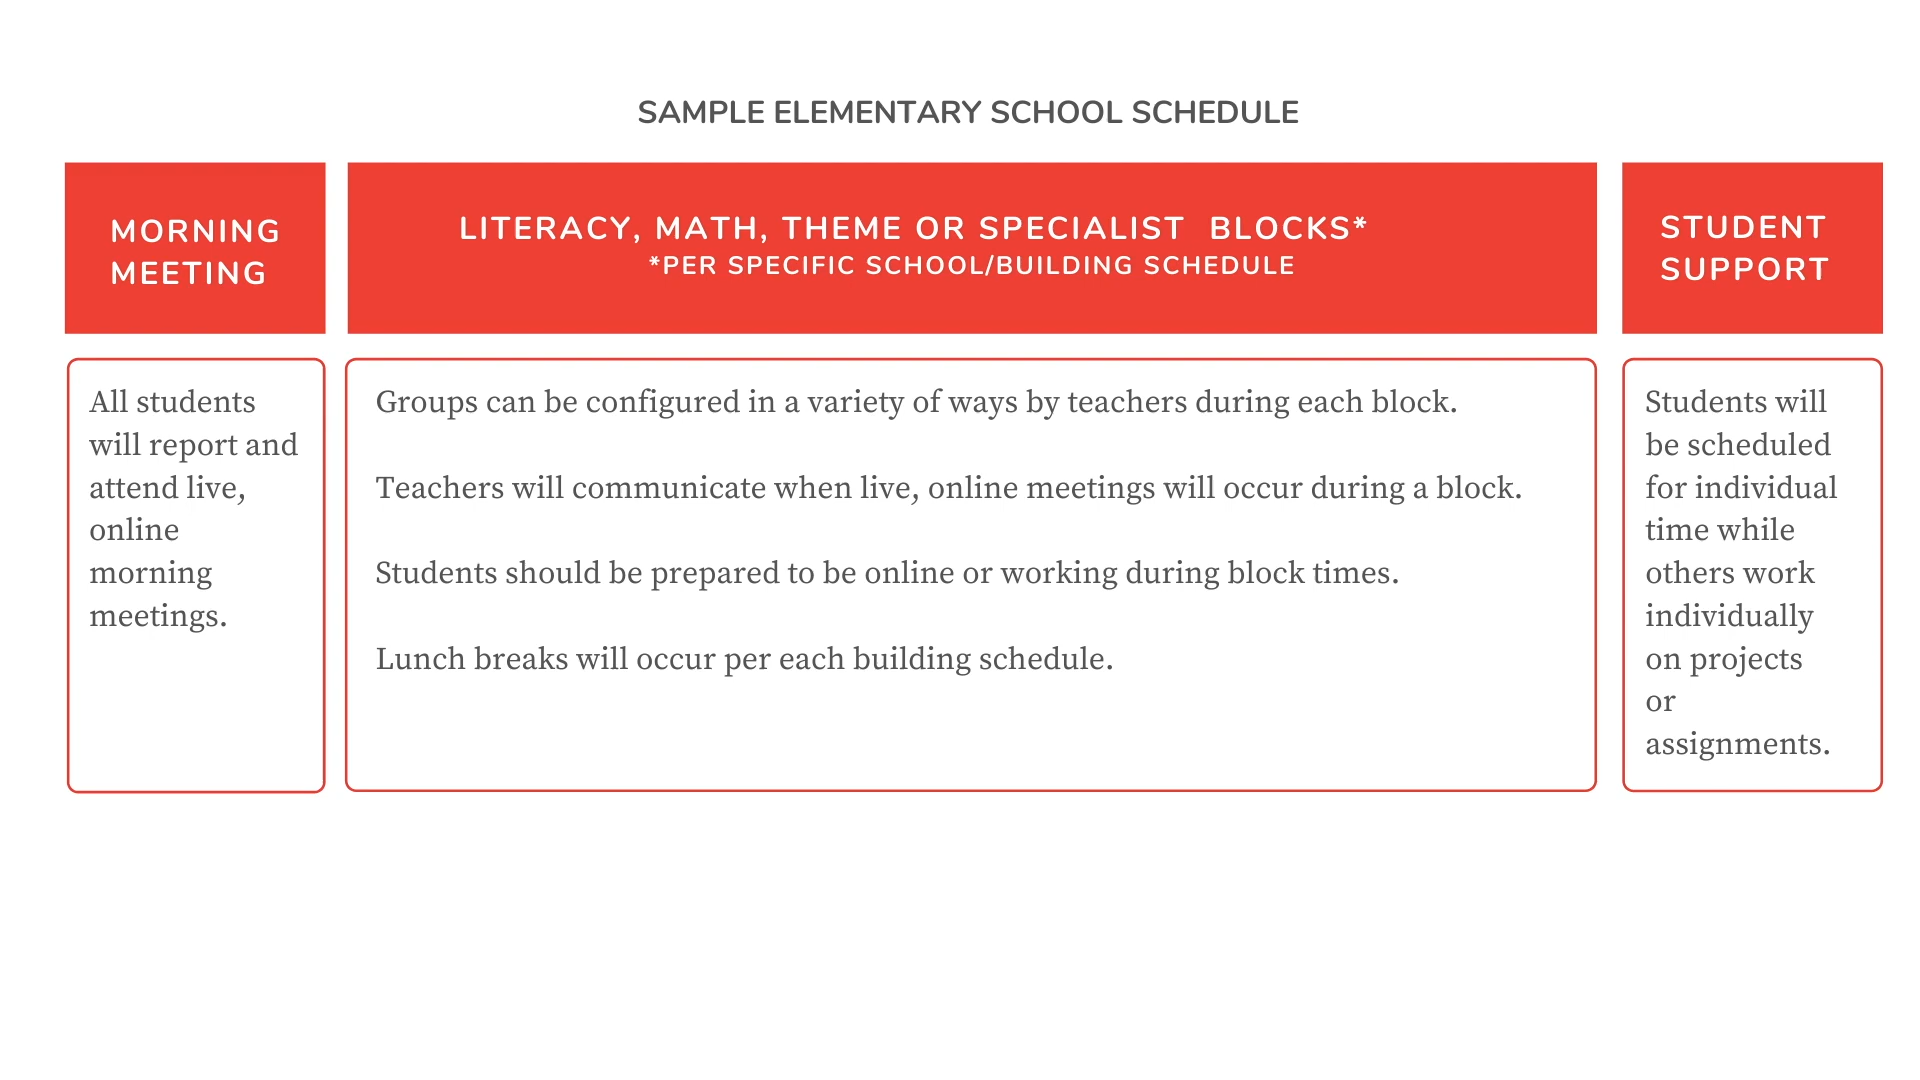 SAMPLE ELEMENTARY SCHOOL SCHEDULE
MORNING
MEETING
LITERACY, MATH, THEME OR SPECIALIST  BLOCKS*
*PER SPECIFIC SCHOOL/BUILDING SCHEDULE
STUDENT
SUPPORT
All students
will report and
attend live,
online
morning
meetings.
Groups can be configured in a variety of ways by teachers during each block.
Teachers will communicate when live, online meetings will occur during a block.
Students should be prepared to be online or working during block times.
Lunch breaks will occur per each building schedule.
Students will
be scheduled
for individual
time while
others work
individually
on projects
or
assignments.